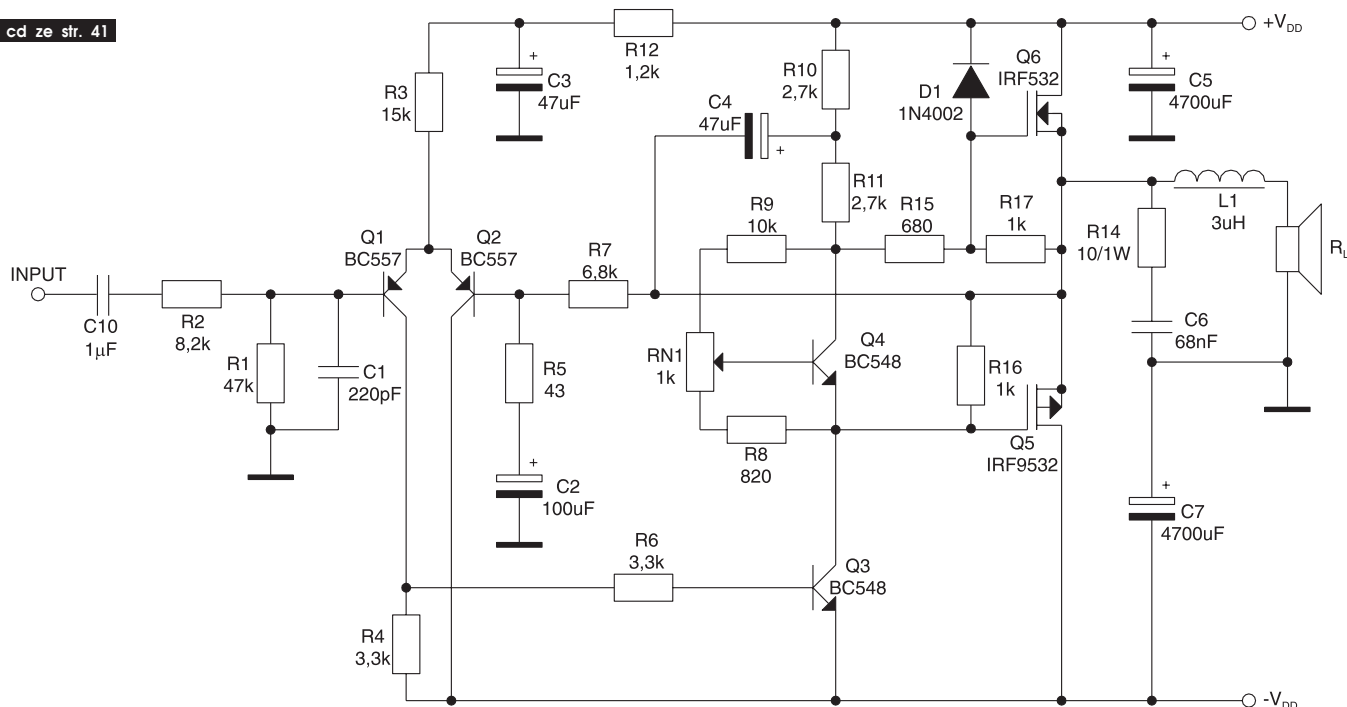 cd ze str. 41
+V_DD
R12
1,2k
C3
47uF
+
R3
15k
R10
2,7k
D1
1N4002
Q6
IRF532
C5
4700uF
+
C4
47uF
+
R11
2,7k
R9
10k
R15
680
R17
1k
L1
3uH
R14
10/1W
R_L
Q1
BC557
Q2
BC557
R7
6,8k
INPUT
C10
1µF
R2
8,2k
R1
47k
C1
220pF
R5
43
RN1
1k
Q4
BC548
R16
1k
C6
68nF
Q5
IRF9532
R8
820
+
C2
100uF
+
C7
4700uF
R6
3,3k
Q3
BC548
R4
3,3k
-V_DD